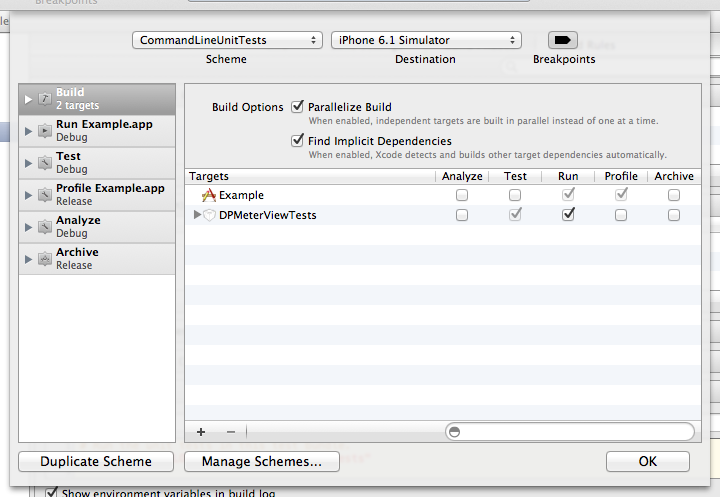 Breakpoints
CommandLineUnitTests
iPhone 6.1 Simulator
Scheme
Destination
Breakpoints
Build
2 targets
Run Example.app
Debug
Test
Debug
Profile Example.app
Release
Analyze
Debug
Archive
Release
Build Options
Parallelize Build
When enabled, independent targets are built in parallel instead of one at a time.
Find Implicit Dependencies
When enabled, Xcode detects and builds other target dependencies automatically.
Targets Analyze Test Run Profile Archive
Example
DPMeterViewTests
Duplicate Scheme
Manage Schemes...
OK
Show environment variables in build log